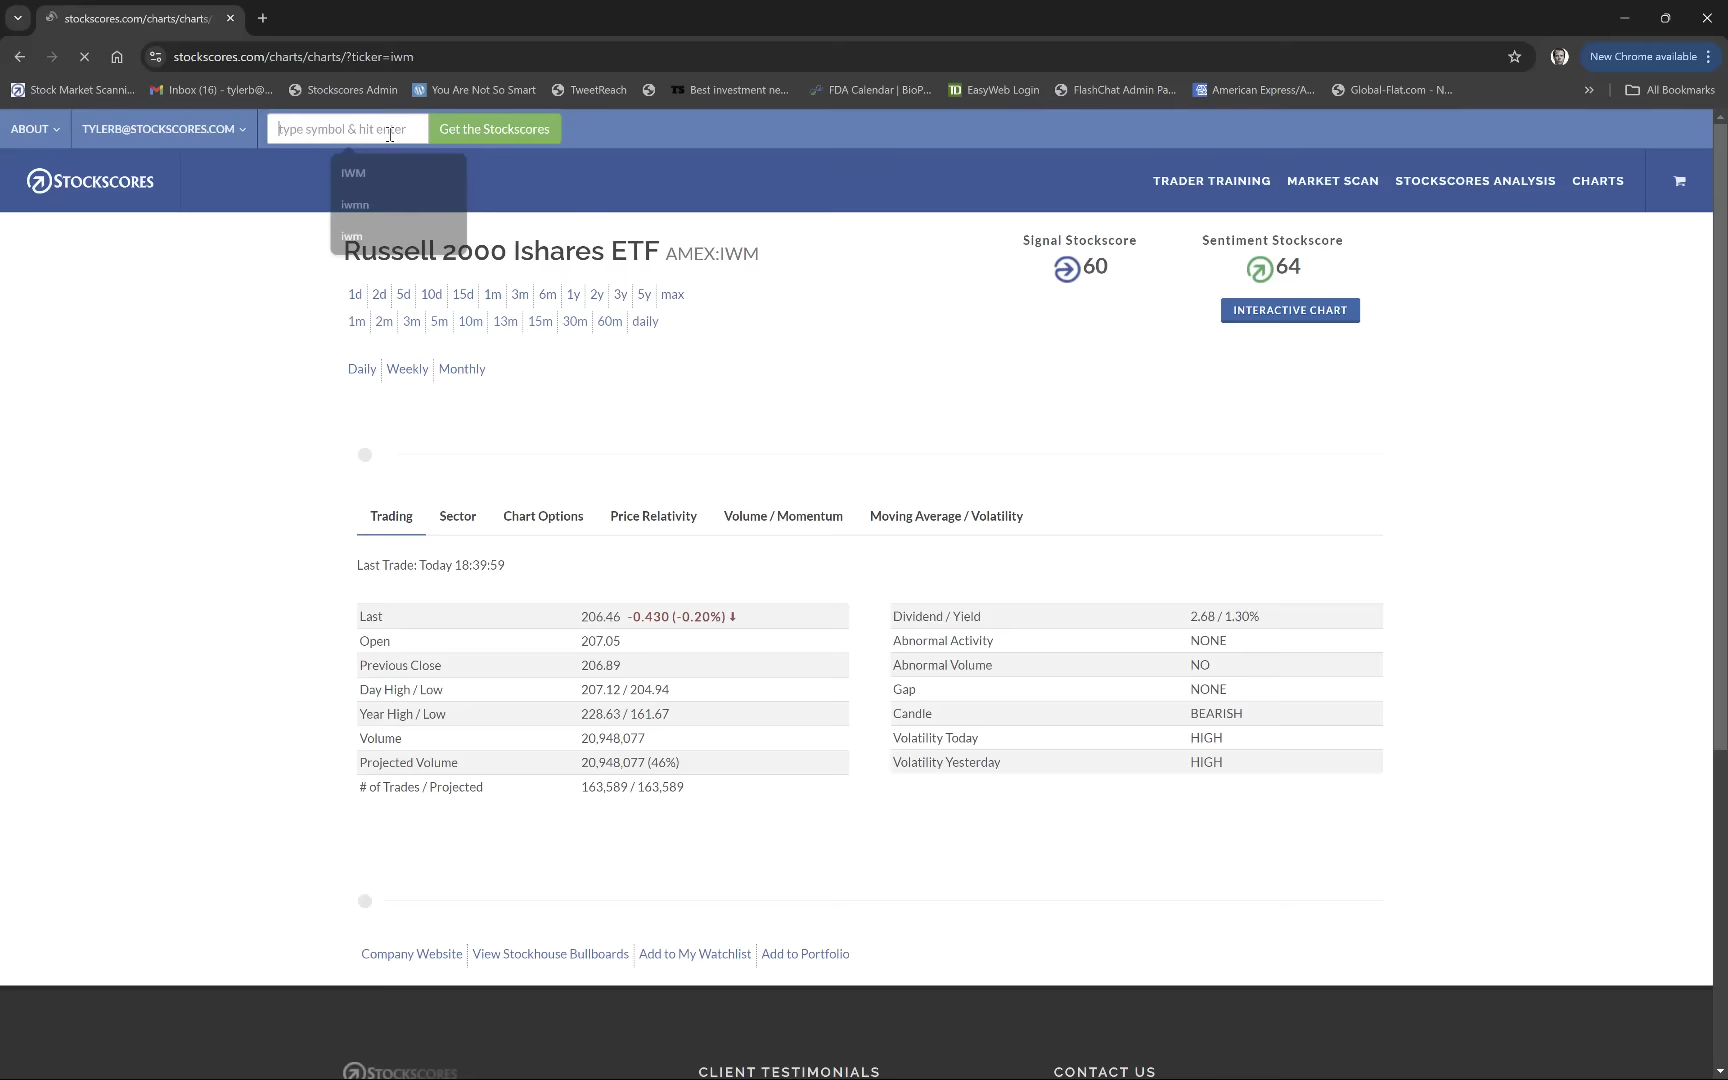 stockscores.com/charts/charts/
stockscores.com/charts/charts/?ticker=iwm
New Chrome available
Stock Market Scanni... Inbox (16) - tylerb@... Stockscores Admin You Are Not So Smart TweetReach Best investment ne... FDA Calendar | BioP... EasyWeb Login FlashChat Admin Pa... American Express/A... Global-Flat.com - N... All Bookmarks
ABOUT TYLERB@STOCKSCORES.COM type symbol & hit enter Get the Stockscores
IWM
iwmn
iwm
STOCKSCORES TRADER TRAINING MARKET SCAN STOCKSCORES ANALYSIS CHARTS
Russell 2000 Ishares ETF AMEX:IWM
Signal Stockscore Sentiment Stockscore
60 64
INTERACTIVE CHART
1d 2d 5d 10d 15d 1m 3m 6m 1y 2y 3y 5y max
1m 2m 3m 5m 10m 13m 15m 30m 60m daily
Daily Weekly Monthly
Trading Sector Chart Options Price Relativity Volume / Momentum Moving Average / Volatility
Last Trade: Today 18:39:59
Last 206.46 -0.430 (-0.20%)
Open 207.05
Previous Close 206.89
Day High / Low 207.12 / 204.94
Year High / Low 228.63 / 161.67
Volume 20,948,077
Projected Volume 20,948,077 (46%)
# of Trades / Projected 163,589 / 163,589
Dividend / Yield 2.68 / 1.30%
Abnormal Activity NONE
Abnormal Volume NO
Gap NONE
Candle BEARISH
Volatility Today HIGH
Volatility Yesterday HIGH
Company Website View Stockhouse Bullboards Add to My Watchlist Add to Portfolio
STOCKSCORES CLIENT TESTIMONIALS CONTACT US